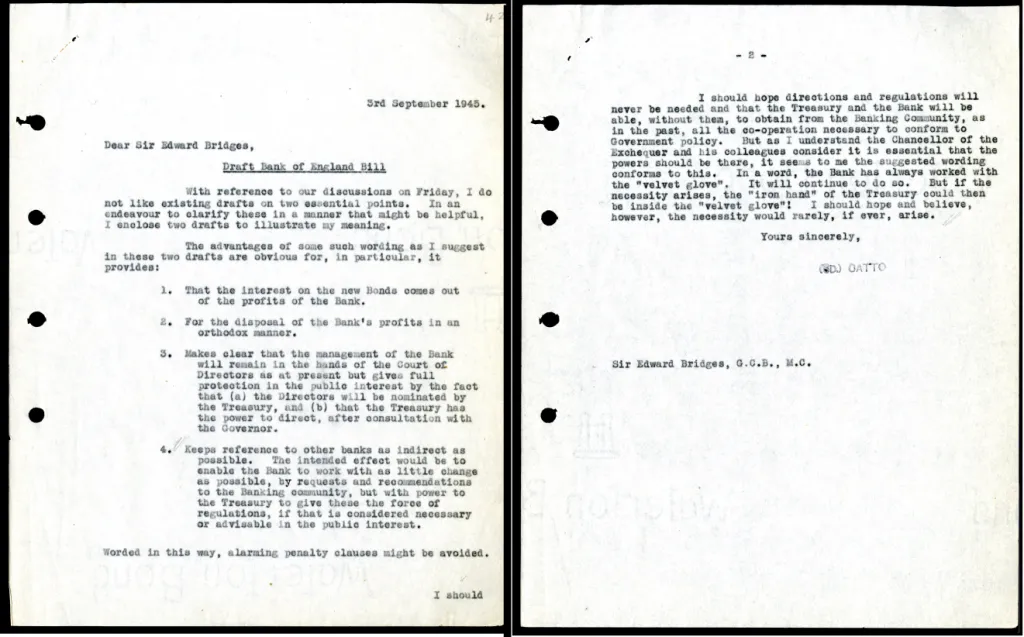 42
3rd September 1945.
Dear Sir Edward Bridges,
Draft Bank of England Bill
With reference to our discussions on Friday, I do
not like existing drafts on two essential points. In an
endeavour to clarify these in a manner that might be helpful,
I enclose two drafts to illustrate my meaning.
The advantages of some such wording as I suggest
in these two drafts are obvious for, in particular, it
provides:
1. That the interest on the new Bonds comes out
of the profits of the Bank.
2. For the disposal of the Bank's profits in an
orthodox manner.
3. Makes clear that the management of the Bank
will remain in the hands of the Court of
Directors as at present but gives full
protection in the public interest by the fact
that (a) the Directors will be nominated by
the Treasury, and (b) that the Treasury has
the power to direct, after consultation with
the Governor.
4. Keeps reference to other banks as indirect as
possible. The intended effect would be to
enable the Bank to work with as little change
as possible, by requests and recommendations
to the Banking community, but with power to
the Treasury to give these the force of
regulations, if that is considered necessary
or advisable in the public interest.
Worded in this way, alarming penalty clauses might be avoided.
I should
- 2 -
I should hope directions and regulations will
never be needed and that the Treasury and the Bank will be
able, without them, to obtain from the Banking Community, as
in the past, all the co-operation necessary to conform to
Government policy. But as I understand the Chancellor of the
Exchequer and his colleagues consider it is essential that the
powers should be there, it seems to me the suggested wording
conforms to this. In a word, the Bank has always worked with
the "velvet glove". It will continue to do so. But if the
necessity arises, the "iron hand" of the Treasury could then
be inside the "velvet glove"! I should hope and believe,
however, the necessity would rarely, if ever, arise.
Yours sincerely,
CATTO
Sir Edward Bridges, G.C.B., M.C.